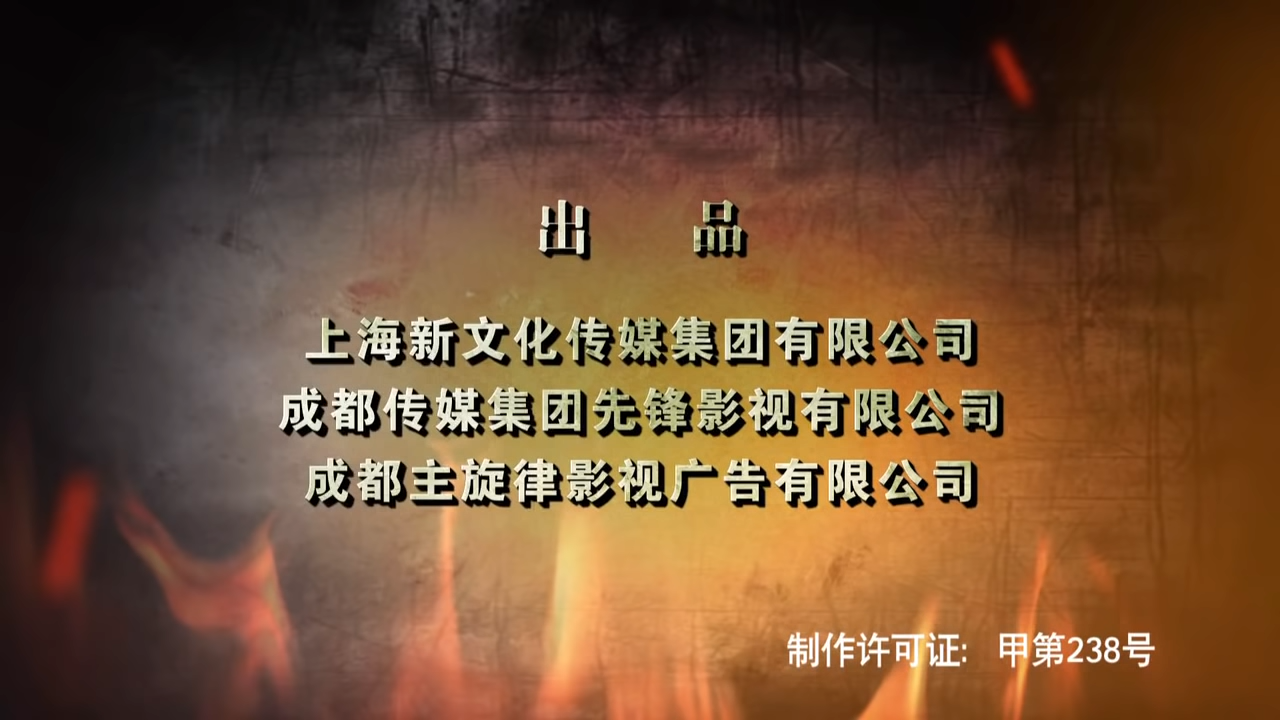 出 品
上海新文化传媒集团有限公司
成都传媒集团先锋影视有限公司
成都主旋律影视广告有限公司
制作许可证: 甲第238号